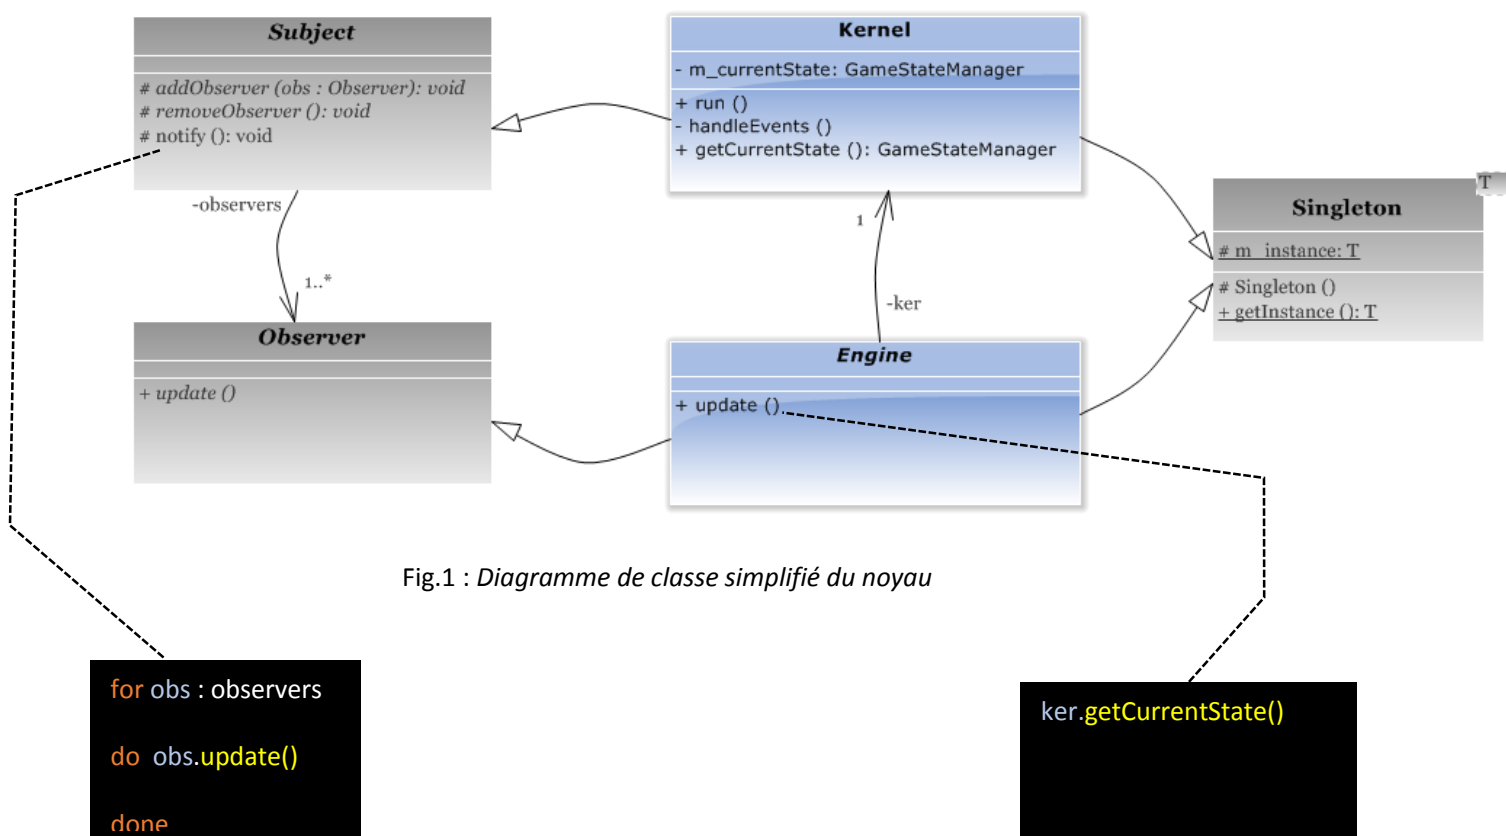 Subject
# addObserver (obs : Observer): void
# removeObserver (): void
# notify (): void
-observers
1..*
Observer
+ update ()
Kernel
- m_currentState: GameStateManager
+ run ()
- handleEvents ()
+ getCurrentState (): GameStateManager
1
-ker
Engine
+ update ()
T
Singleton
# m_instance: T
# Singleton ()
+ getInstance (): T
Fig.1 : Diagramme de classe simplifié du noyau
for obs : observers
do obs.update()
done
ker.getCurrentState()